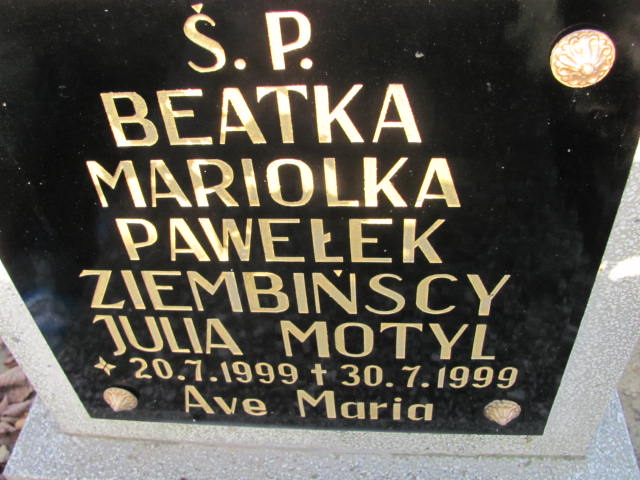 Ś. P.
BEATKA
MARIOLKA
PAWEŁEK
ZIEMBIŃSCY
JULIA MOTYL
* 20.7.1999 † 30.7.1999
Ave Maria